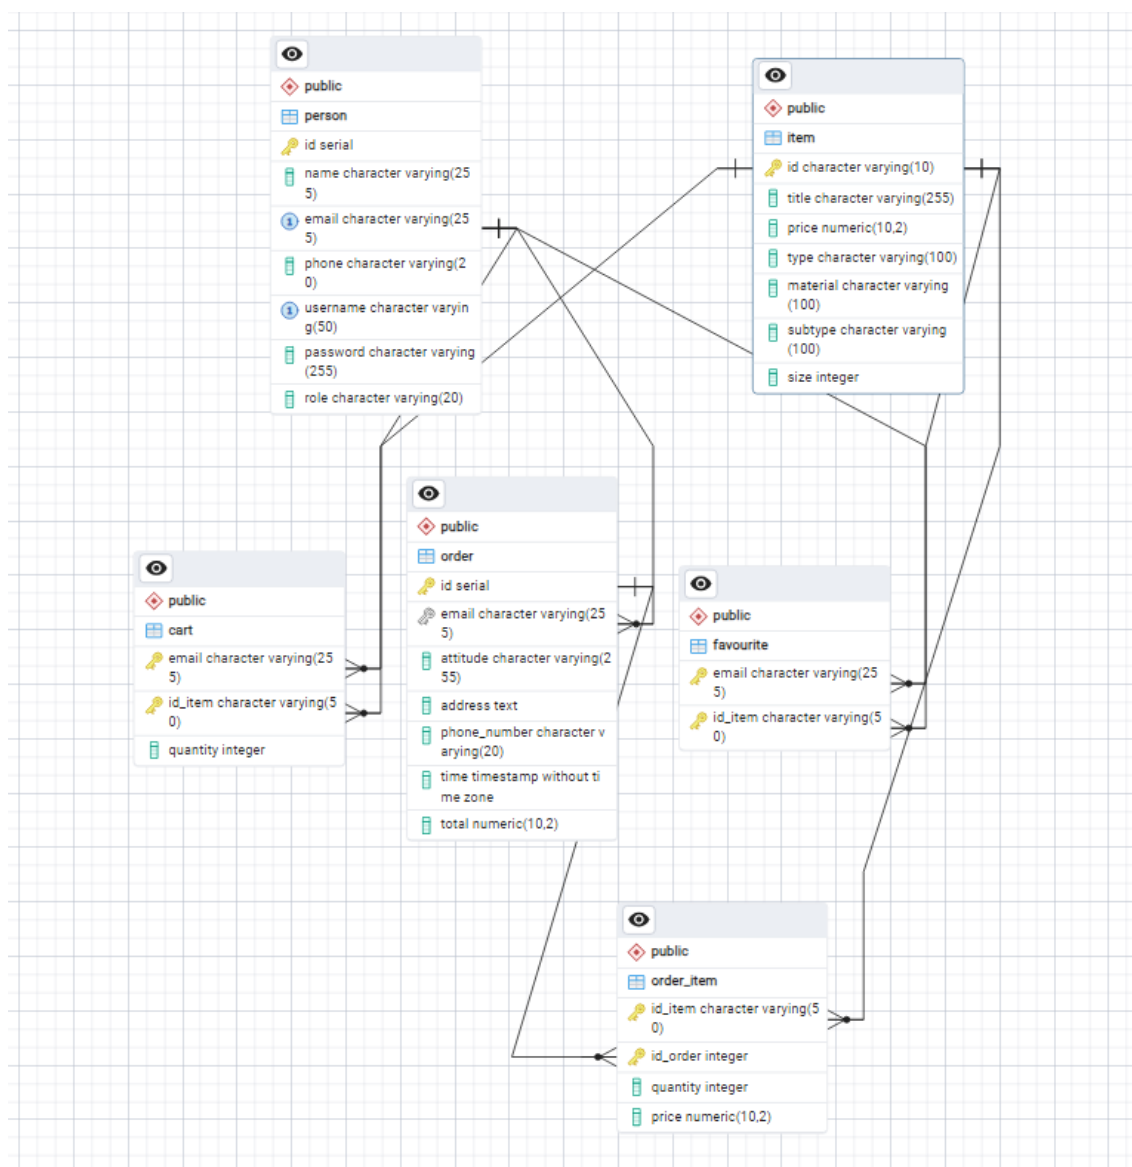 public
person
id serial
name character varying(25
5)
email character varying(25
5)
phone character varying(2
0)
1
username character varyin
g(50)
1
password character varying
(255)
role character varying(20)
public
item
id character varying(10)
title character varying(255)
price numeric(10,2)
type character varying(100)
material character varying
(100)
subtype character varying
(100)
size integer
public
cart
email character varying(25
5)
id_item character varying(5
0)
quantity integer
public
order
id serial
email character varying(25
5)
attitude character varying(2
55)
address text
phone_number character v
arying(20)
time timestamp without ti
me zone
total numeric(10,2)
public
favourite
email character varying(25
5)
id_item character varying(5
0)
public
order_item
id_item character varying(5
0)
id_order integer
quantity integer
price numeric(10,2)